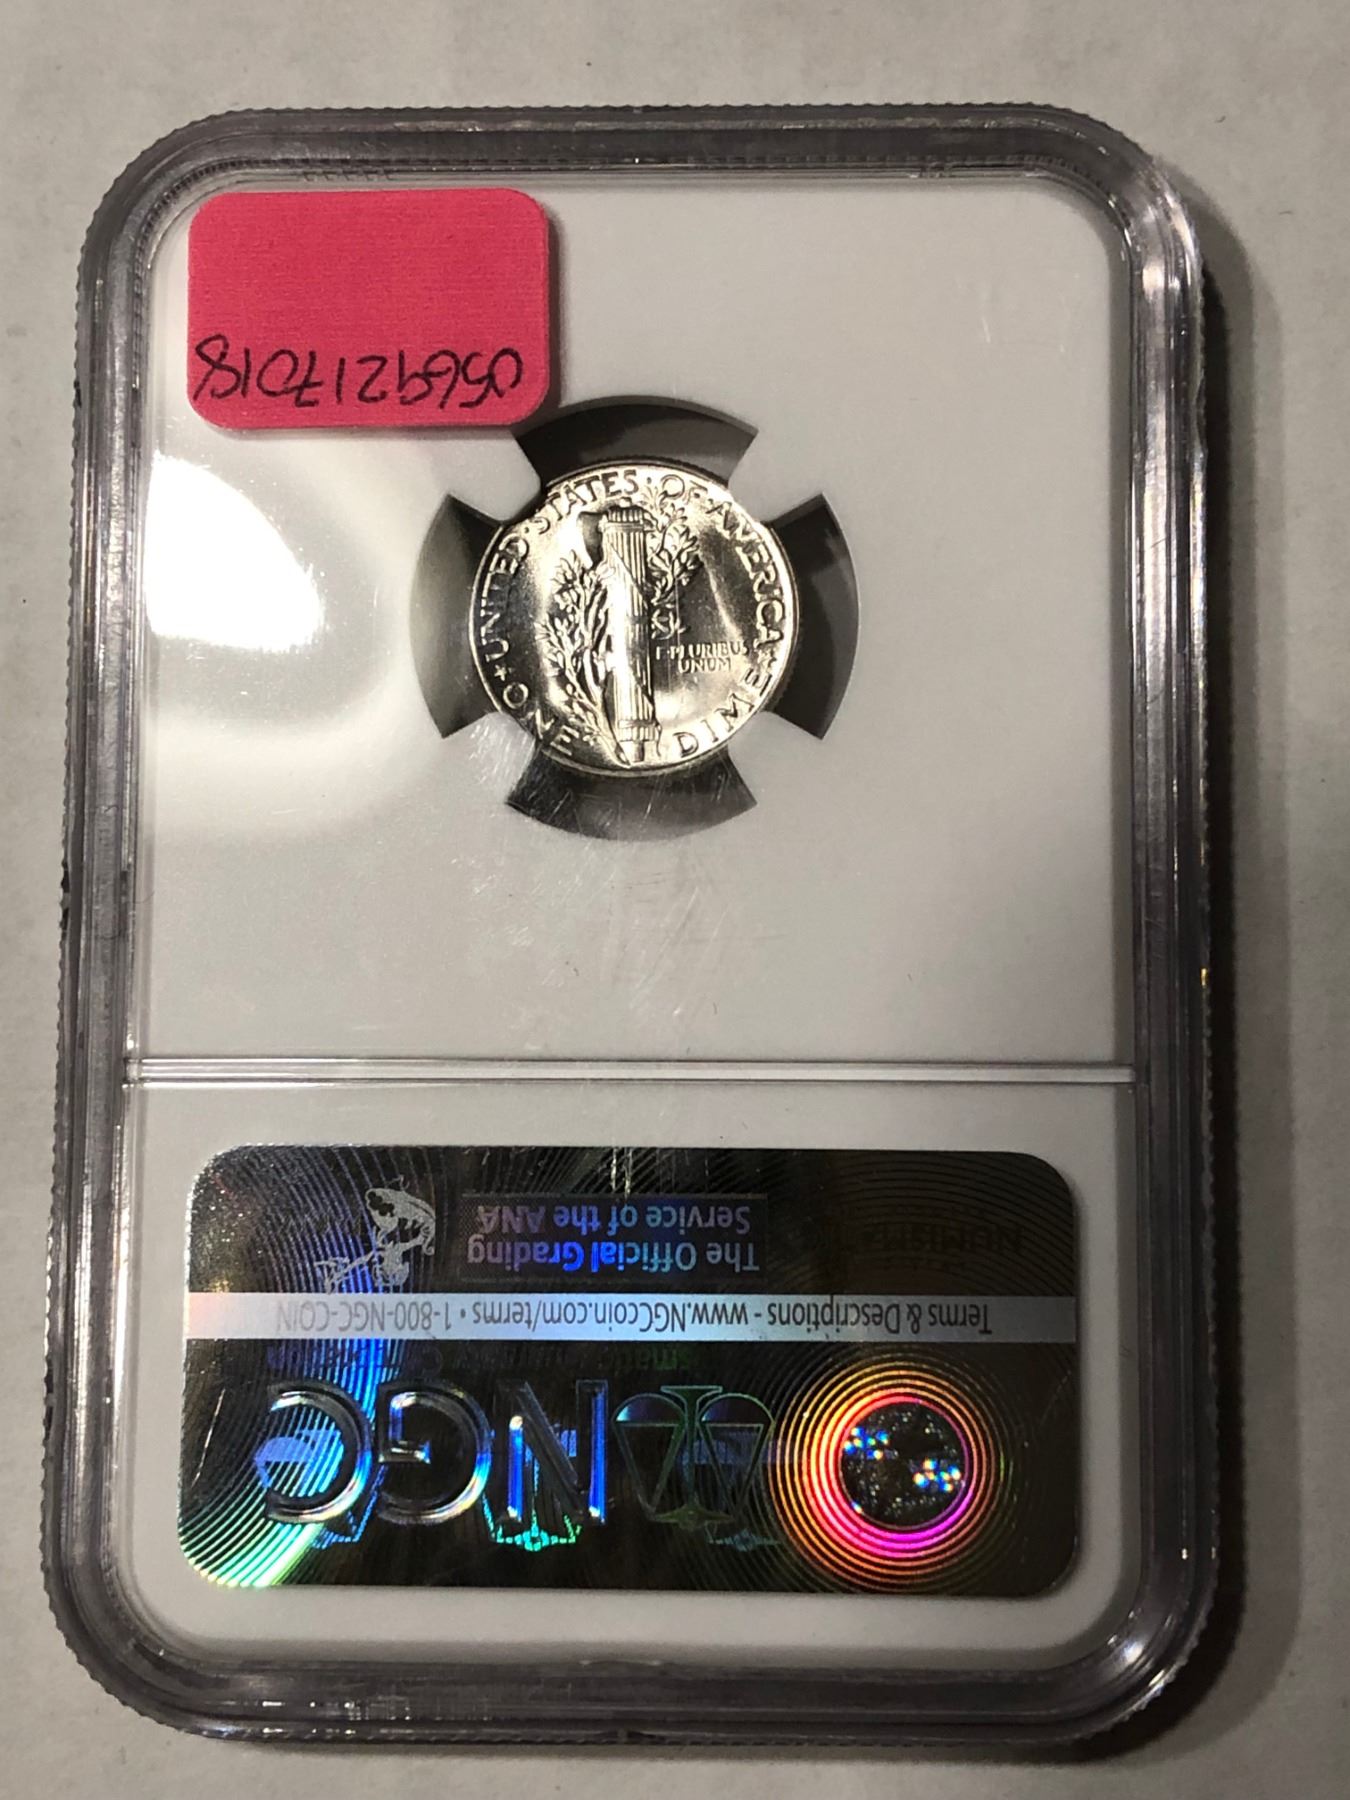 0569217018
UNITED·STATES·OF·AMERICA
E·PLURIBUS
UNUM
ONE DIME
NGC
Terms & Descriptions - www.NGCcoin.com/terms • 1-800-NGC-COIN
The Official Grading
Service of the ANA